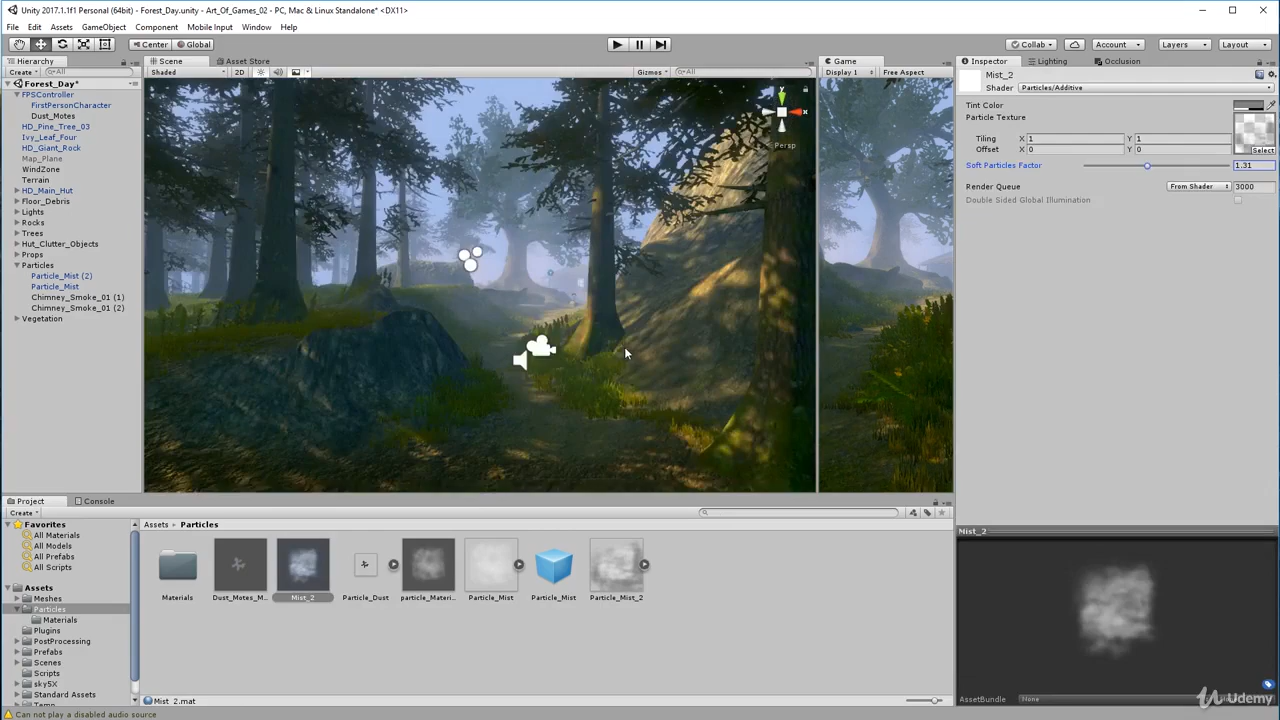 Unity 2017.1.1f1 Personal (64bit) - Forest_Day.unity - Art_Of_Games_02 - PC, Mac & Linux Standalone* <DX11>
File Edit Assets GameObject Component Mobile Input Window Help
Center Global Collab Account Layers Layout
Hierarchy Scene Asset Store Game Inspector Lighting Occlusion
Create All Shaded 2D Gizmos All Display 1 Free Aspect
Mist_2
Shader Particles/Additive
Forest_Day*
FPSController
FirstPersonCharacter
Dust_Motes
HD_Pine_Tree_03
Ivy_Leaf_Four
HD_Giant_Rock
Map_Plane
WindZone
Terrain
HD_Main_Hut
Floor_Debris
Lights
Rocks
Trees
Hut_Clutter_Objects
Props
Particles
Particle_Mist (2)
Particle_Mist
Chimney_Smoke_01 (1)
Chimney_Smoke_01 (2)
Vegetation
y
x
Persp
Tint Color
Particle Texture
Tiling X 1 Y 1
Offset X 0 Y 0
Select
Soft Particles Factor 1.31
Render Queue From Shader 3000
Double Sided Global Illumination
Project Console
Create
Favorites
All Materials
All Models
All Prefabs
All Scripts
Assets
Meshes
Particles
Materials
Plugins
PostProcessing
Prefabs
Scenes
Scripts
sky5X
Standard Assets
Temp
Assets Particles
Materials Dust_Motes_M... Mist_2 Particle_Dust particle_Materi... Particle_Mist Particle_Mist Particle_Mist_2
Mist_2.mat
Mist_2
AssetBundle None
Udemy
Can not play a disabled audio source